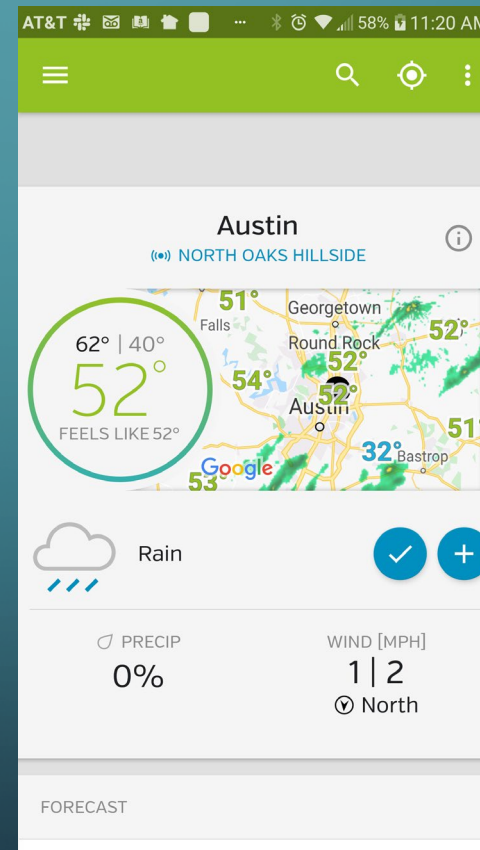 AT&T ... 58% 11:20 AM
Austin
NORTH OAKS HILLSIDE
62° | 40°
52°
FEELS LIKE 52°
51°
Falls
Georgetown
52°
Round Rock
52°
54°
52°
Austin
51
32°
Bastrop
Google
53°
Rain
PRECIP
0%
WIND [MPH]
1 | 2
North
FORECAST